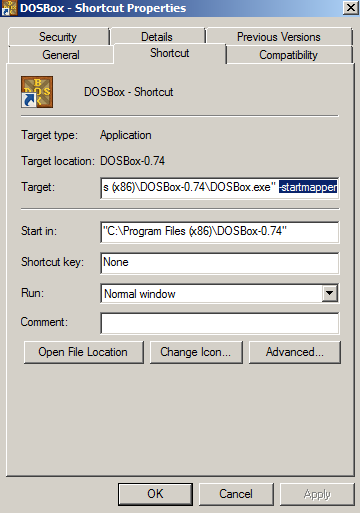 DOSBox - Shortcut Properties
Security Details Previous Versions
General Shortcut Compatibility
DOSBox - Shortcut
Target type: Application
Target location: DOSBox-0.74
Target: s (x86)\DOSBox-0.74\DOSBox.exe" -startmapper
Start in: "C:\Program Files (x86)\DOSBox-0.74"
Shortcut key: None
Run: Normal window
Comment:
Open File Location Change Icon... Advanced...
OK Cancel Apply